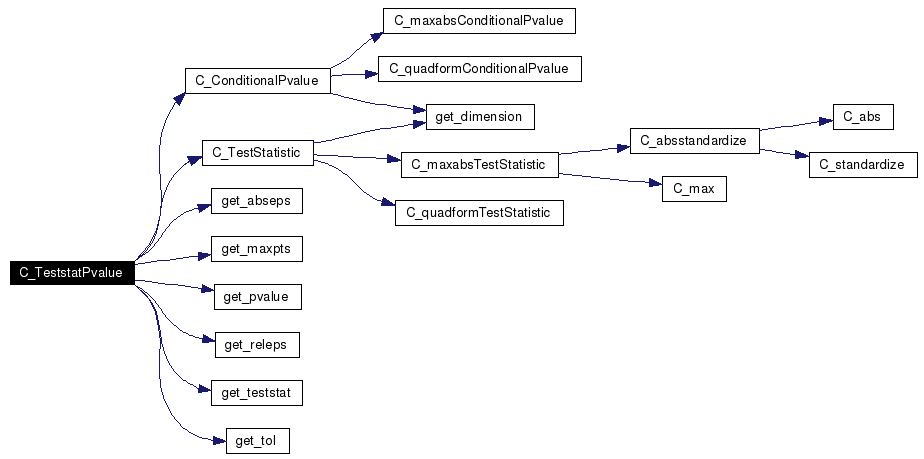 C_maxabsConditionalPvalue
C_quadformConditionalPvalue
C_ConditionalPvalue
get_dimension
C_abs
C_TestStatistic
C_absstandardize
C_maxabsTestStatistic
C_standardize
C_max
get_abseps
C_quadformTestStatistic
get_maxpts
C_TeststatPvalue
get_pvalue
get_releps
get_teststat
get_tol